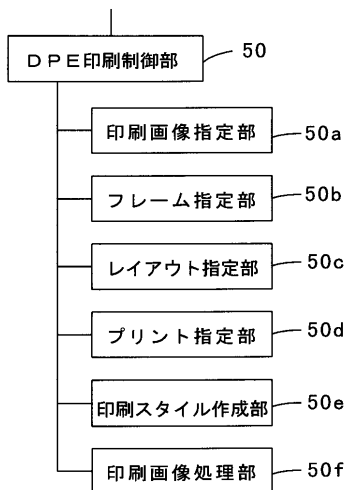 DPE印刷制御部 50
印刷画像指定部 50a
フレーム指定部 50b
レイアウト指定部 50c
プリント指定部 50d
印刷スタイル作成部 50e
印刷画像処理部 50f